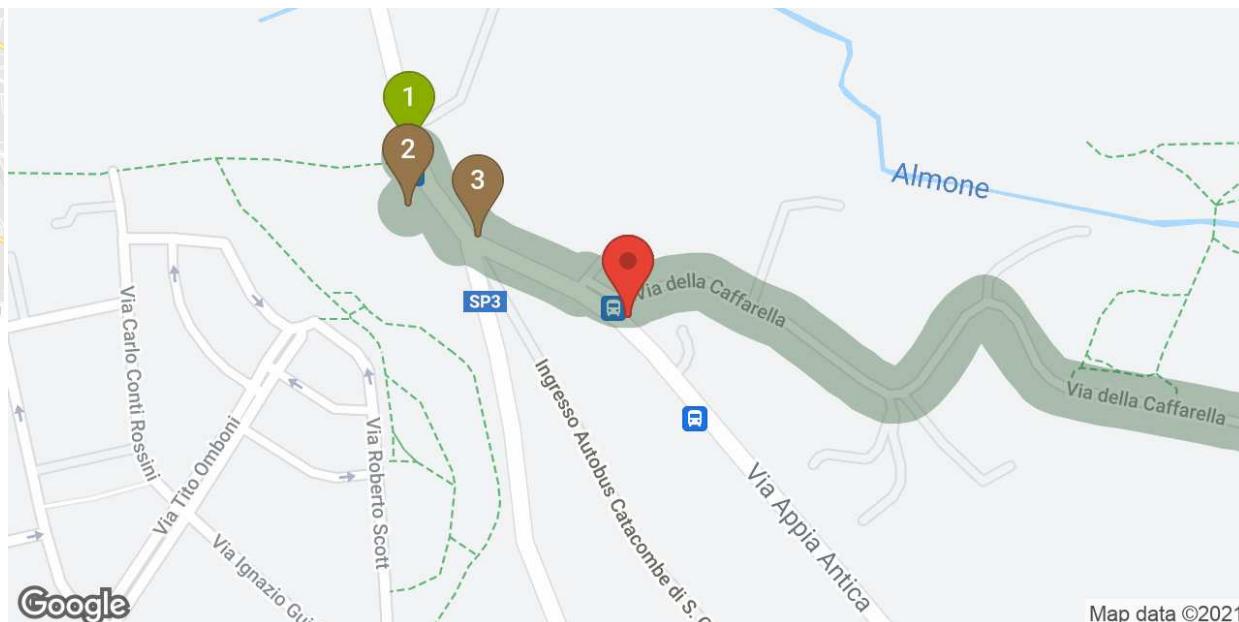 1
2
3
Almone
SP3
Via della Caffarella
Via della Caffarella
Via Carlo Conti Rossini
Via Tito Omboni
Via Roberto Scott
Ingresso Autobus Catacombe di S. C
Via Appia Antica
Via Ignazio Gui
Google
Map data ©2021